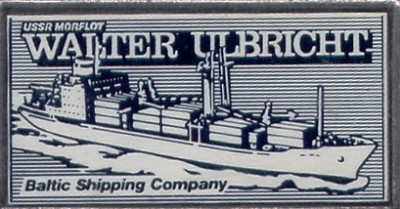 USSR MORFLOT
WALTER ULBRICHT
Baltic Shipping Company